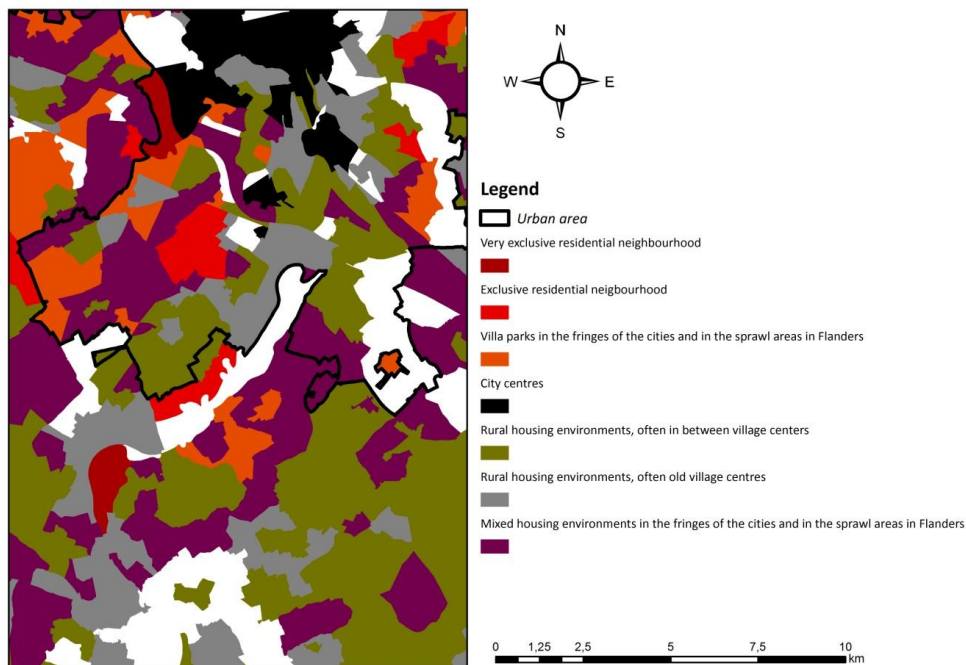 N
W E
S
Legend
Urban area
Very exclusive residential neighbourhood
Exclusive residential neigbourhood
Villa parks in the fringes of the cities and in the sprawl areas in Flanders
City centres
Rural housing environments, often in between village centers
Rural housing environments, often old village centres
Mixed housing environments in the fringes of the cities and in the sprawl areas in Flanders
0 1,25 2,5 5 7,5 10
km